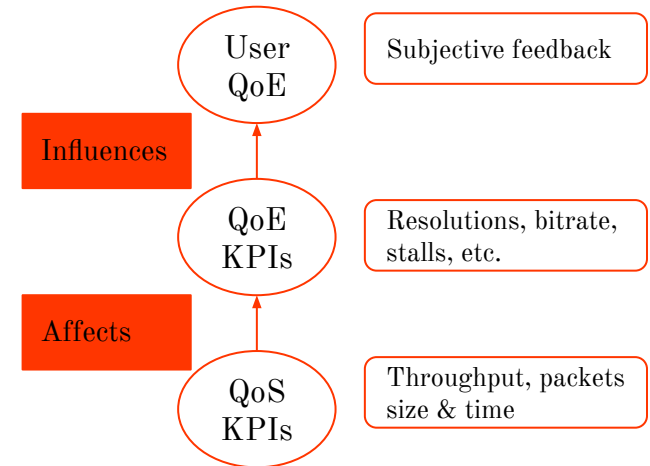 User
QoE
Subjective feedback
Influences
QoE
KPIs
Resolutions, bitrate,
stalls, etc.
Affects
QoS
KPIs
Throughput, packets
size & time